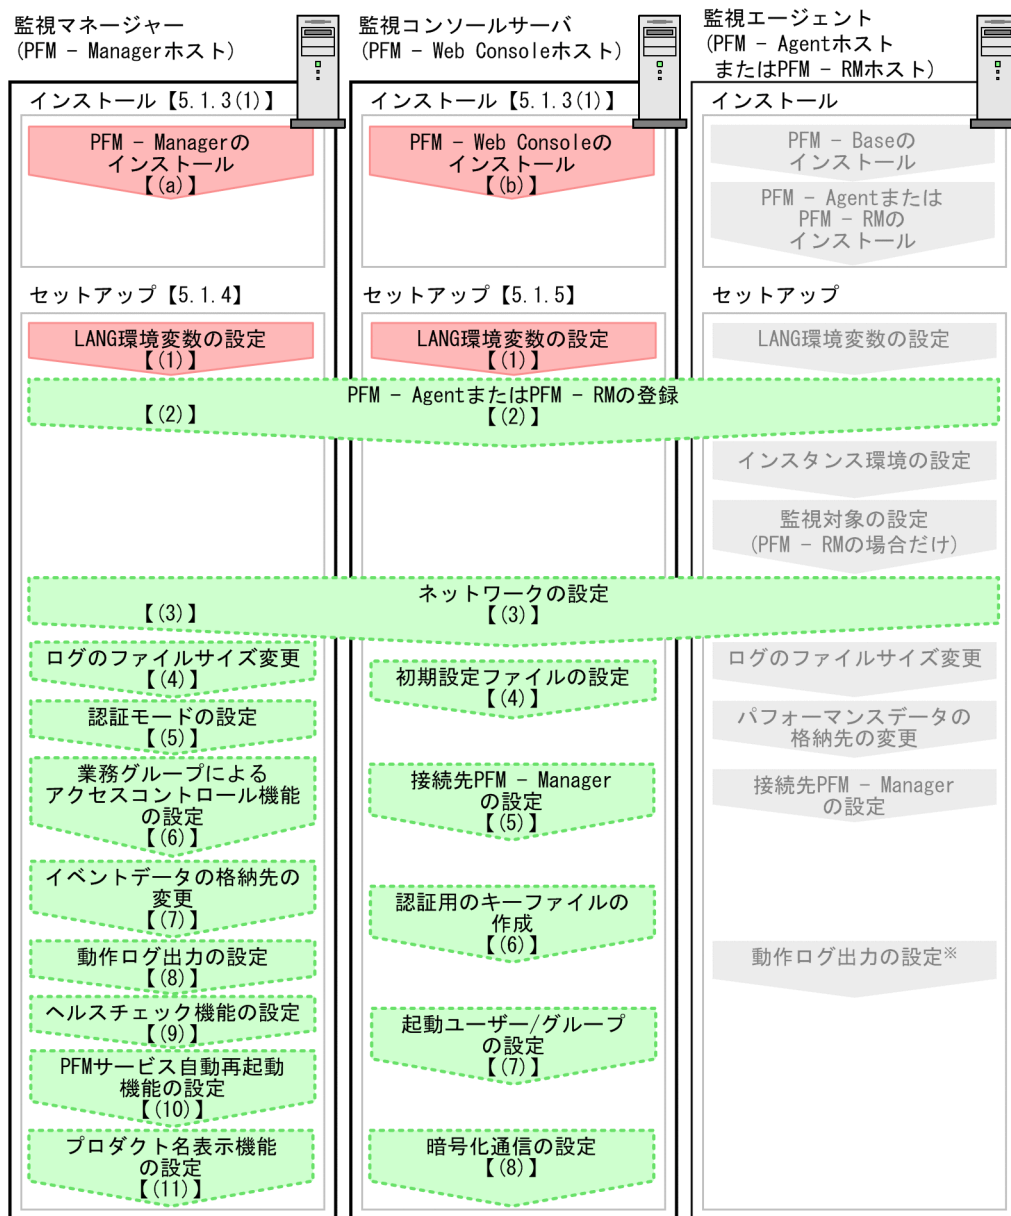 監視マネージャー
(PFM - Managerホスト)
インストール【5.1.3(1)】
PFM - Managerの
インストール
【(a)】
セットアップ【5.1.4】
LANG環境変数の設定
【(1)】
監視コンソールサーバ
(PFM - Web Consoleホスト)
インストール【5.1.3(1)】
PFM - Web Consoleの
インストール
【(b)】
セットアップ【5.1.5】
LANG環境変数の設定
【(1)】
監視エージェント
(PFM - Agentホスト
またはPFM - RMホスト)
インストール
PFM - Baseの
インストール
PFM - Agentまたは
PFM - RMの
インストール
セットアップ
LANG環境変数の設定
PFM - AgentまたはPFM - RMの登録
【(2)】 【(2)】
インスタンス環境の設定
監視対象の設定
(PFM - RMの場合だけ)
ネットワークの設定
【(3)】 【(3)】
ログのファイルサイズ変更
【(4)】
認証モードの設定
【(5)】
業務グループによる
アクセスコントロール機能
の設定
【(6)】
イベントデータの格納先の
変更
【(7)】
動作ログ出力の設定
【(8)】
ヘルスチェック機能の設定
【(9)】
PFMサービス自動再起動
機能の設定
【(10)】
プロダクト名表示機能
の設定
【(11)】
初期設定ファイルの設定
【(4)】
接続先PFM - Manager
の設定
【(5)】
認証用のキーファイルの
作成
【(6)】
起動ユーザー/グループ
の設定
【(7)】
暗号化通信の設定
【(8)】
ログのファイルサイズ変更
パフォーマンスデータの
格納先の変更
接続先PFM - Manager
の設定
動作ログ出力の設定※